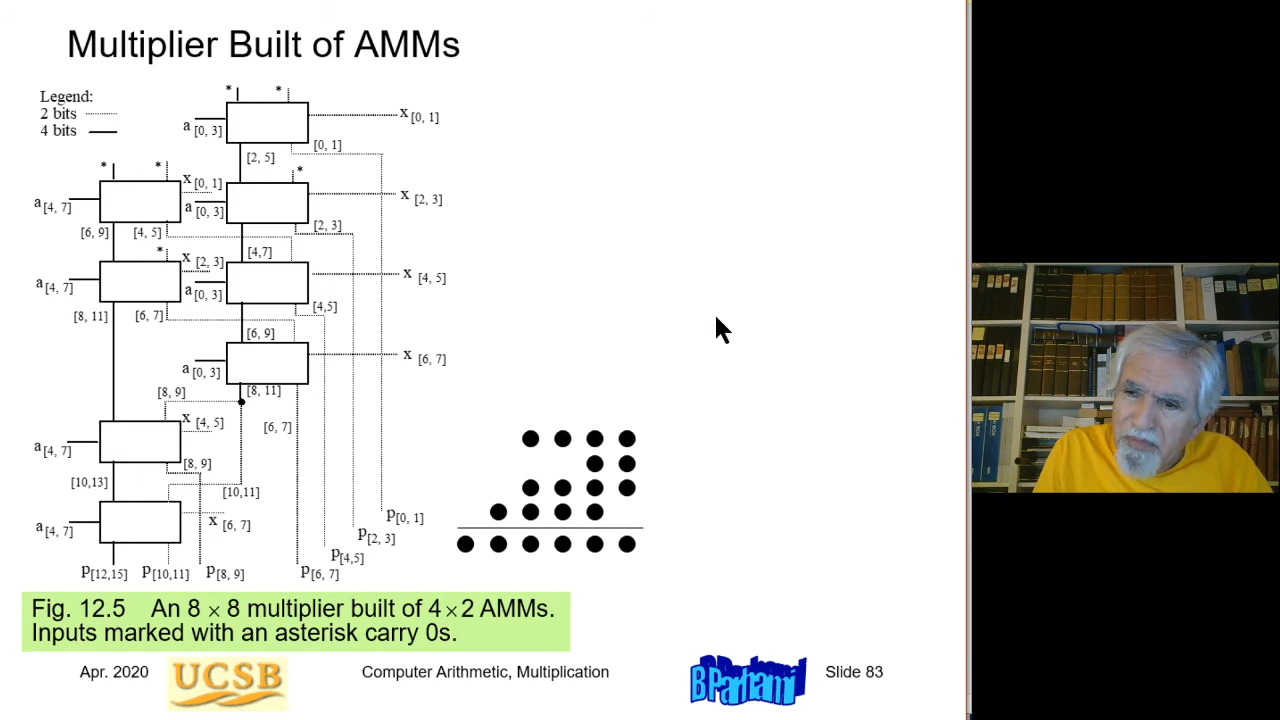 Multiplier Built of AMMs
Legend:
2 bits
4 bits
* *
a [0, 3]
x [0, 1]
[0, 1]
[2, 5]
* *
*
x [0, 1]
a [4, 7]
a [0, 3]
x [2, 3]
[6, 9] [4, 5]
[2, 3]
*
[4,7]
x [2, 3]
a [4, 7]
a [0, 3]
x [4, 5]
[8, 11] [6, 7]
[4,5]
[6, 9]
a [0, 3]
x [6, 7]
[8, 9]
[8, 11]
x [4, 5]
[6, 7]
a [4, 7]
[8, 9]
[10,13]
[10,11]
a [4, 7]
x [6, 7]
p[0, 1]
p[2, 3]
p[4,5]
p[12,15] p[10,11] p[8, 9] p[6, 7]
Fig. 12.5 An 8 × 8 multiplier built of 4×2 AMMs.
Inputs marked with an asterisk carry 0s.
Apr. 2020 UCSB Computer Arithmetic, Multiplication B Parhami Slide 83